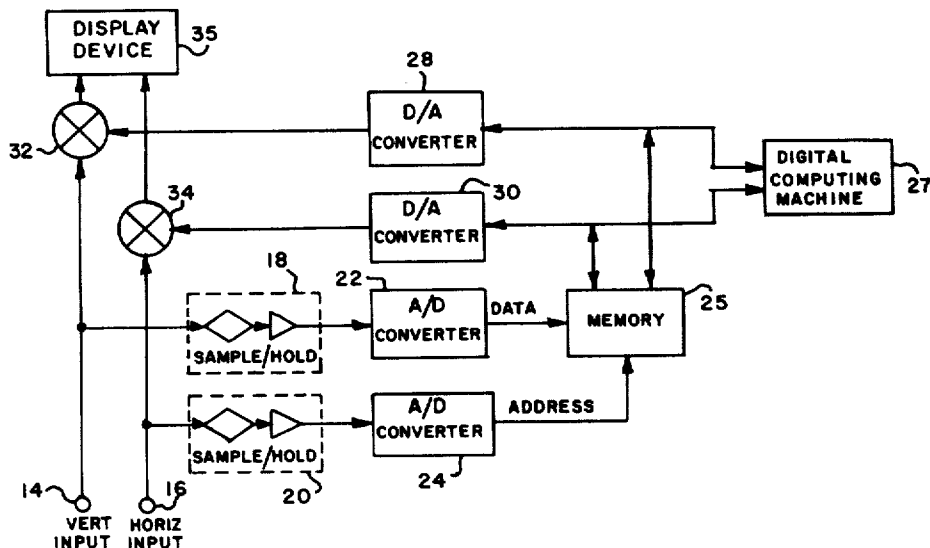 DISPLAY
DEVICE
35
28
D/A
CONVERTER
32
DIGITAL
COMPUTING
MACHINE
27
34
30
D/A
CONVERTER
18
22
A/D
CONVERTER
DATA
25
MEMORY
SAMPLE/HOLD
A/D
CONVERTER
ADDRESS
SAMPLE/HOLD
14
16
20
24
VERT
INPUT
HORIZ
INPUT